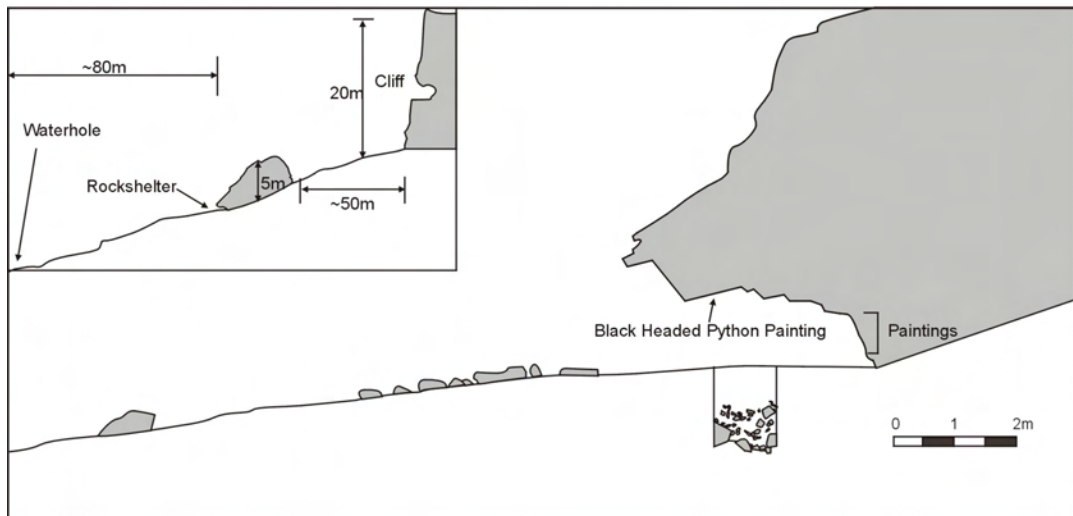 ~80m
Cliff
20m
Waterhole
Rockshelter
5m
~50m
Black Headed Python Painting
Paintings
0 1 2m